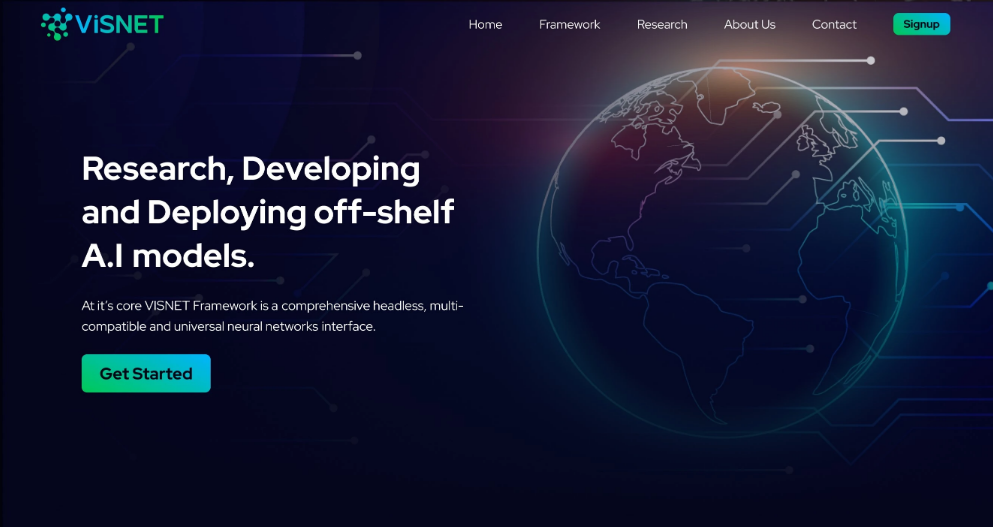 ViSNET
Home Framework Research About Us Contact Signup
Research, Developing
and Deploying off-shelf
A.I models.
At it's core VISNET Framework is a comprehensive headless, multi-
compatible and universal neural networks interface.
Get Started